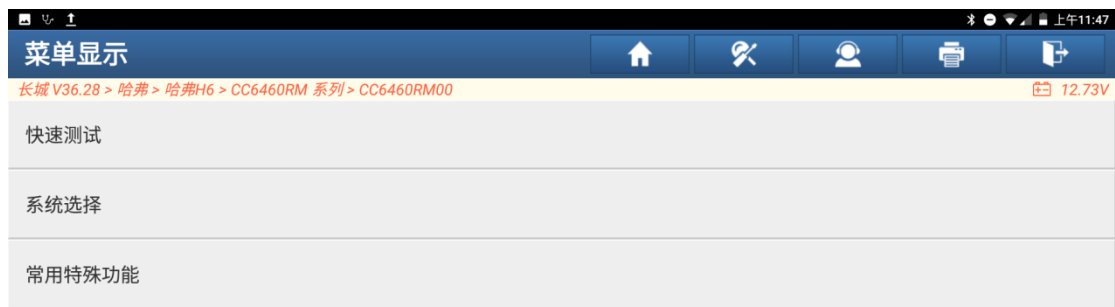 上午11:47
菜单显示
长城 V36.28 > 哈弗 > 哈弗H6 > CC6460RM 系列 > CC6460RM00
12.73V
快速测试
系统选择
常用特殊功能